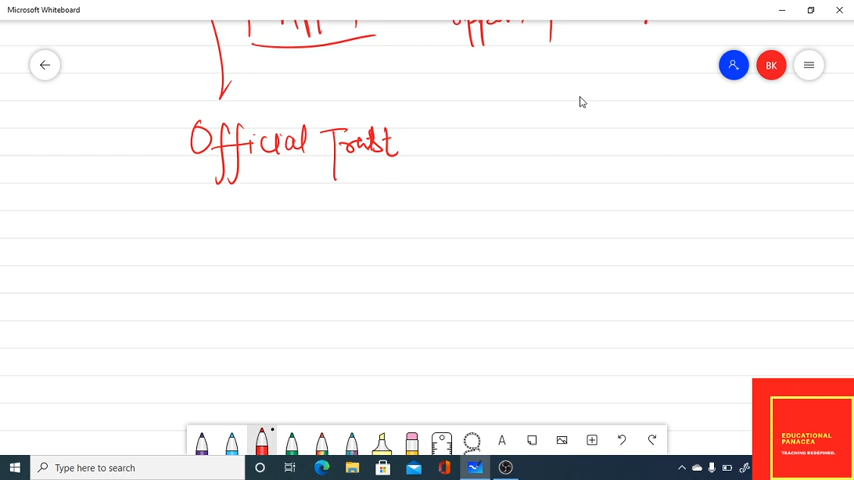 Microsoft Whiteboard
BK
Official Trust
EDUCATIONAL
PANACEA
TEACHING REDEFINED.
A
Type here to search